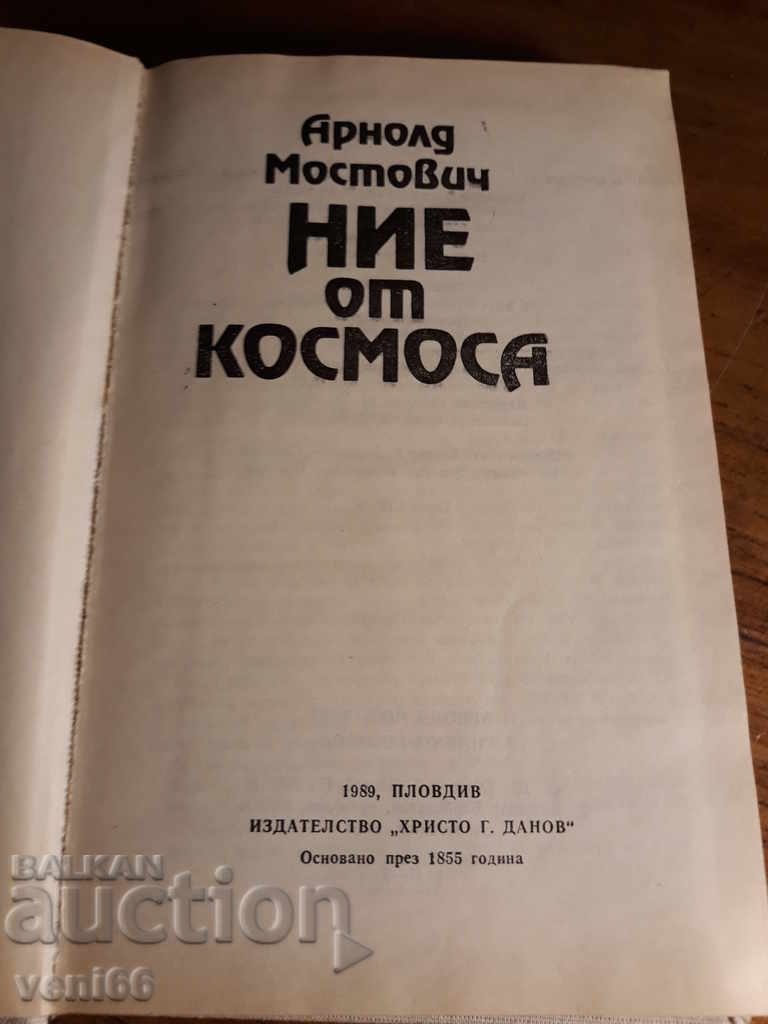 Арнолд
Мостович
НИЕ
от
КОСМОСА
1989, ПЛОВДИВ
ИЗДАТЕЛСТВО „ХРИСТО Г. ДАНОВ“
Основано през 1855 година
BALKAN
auction
veni66